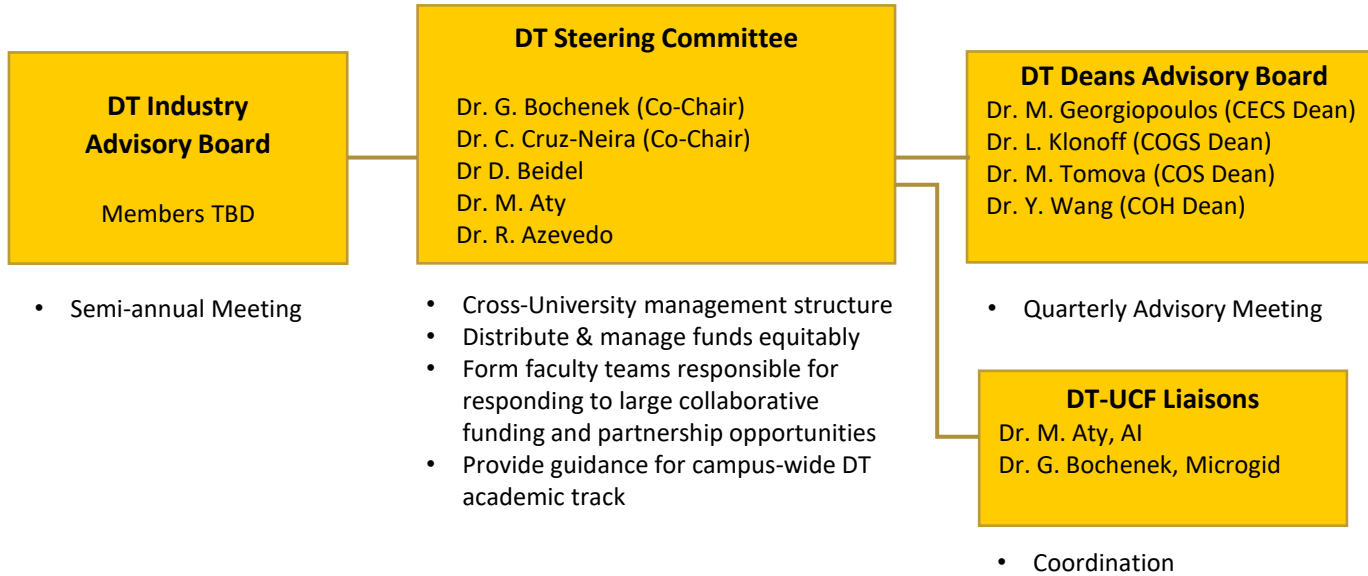 DT Industry
Advisory Board
Members TBD
• Semi-annual Meeting
DT Steering Committee
Dr. G. Bochenek (Co-Chair)
Dr. C. Cruz-Neira (Co-Chair)
Dr D. Beidel
Dr. M. Aty
Dr. R. Azevedo
• Cross-University management structure
• Distribute & manage funds equitably
• Form faculty teams responsible for
responding to large collaborative
funding and partnership opportunities
• Provide guidance for campus-wide DT
academic track
DT Deans Advisory Board
Dr. M. Georgiopoulos (CECS Dean)
Dr. L. Klonoff (COGS Dean)
Dr. M. Tomova (COS Dean)
Dr. Y. Wang (COH Dean)
• Quarterly Advisory Meeting
DT-UCF Liaisons
Dr. M. Aty, AI
Dr. G. Bochenek, Microgid
• Coordination